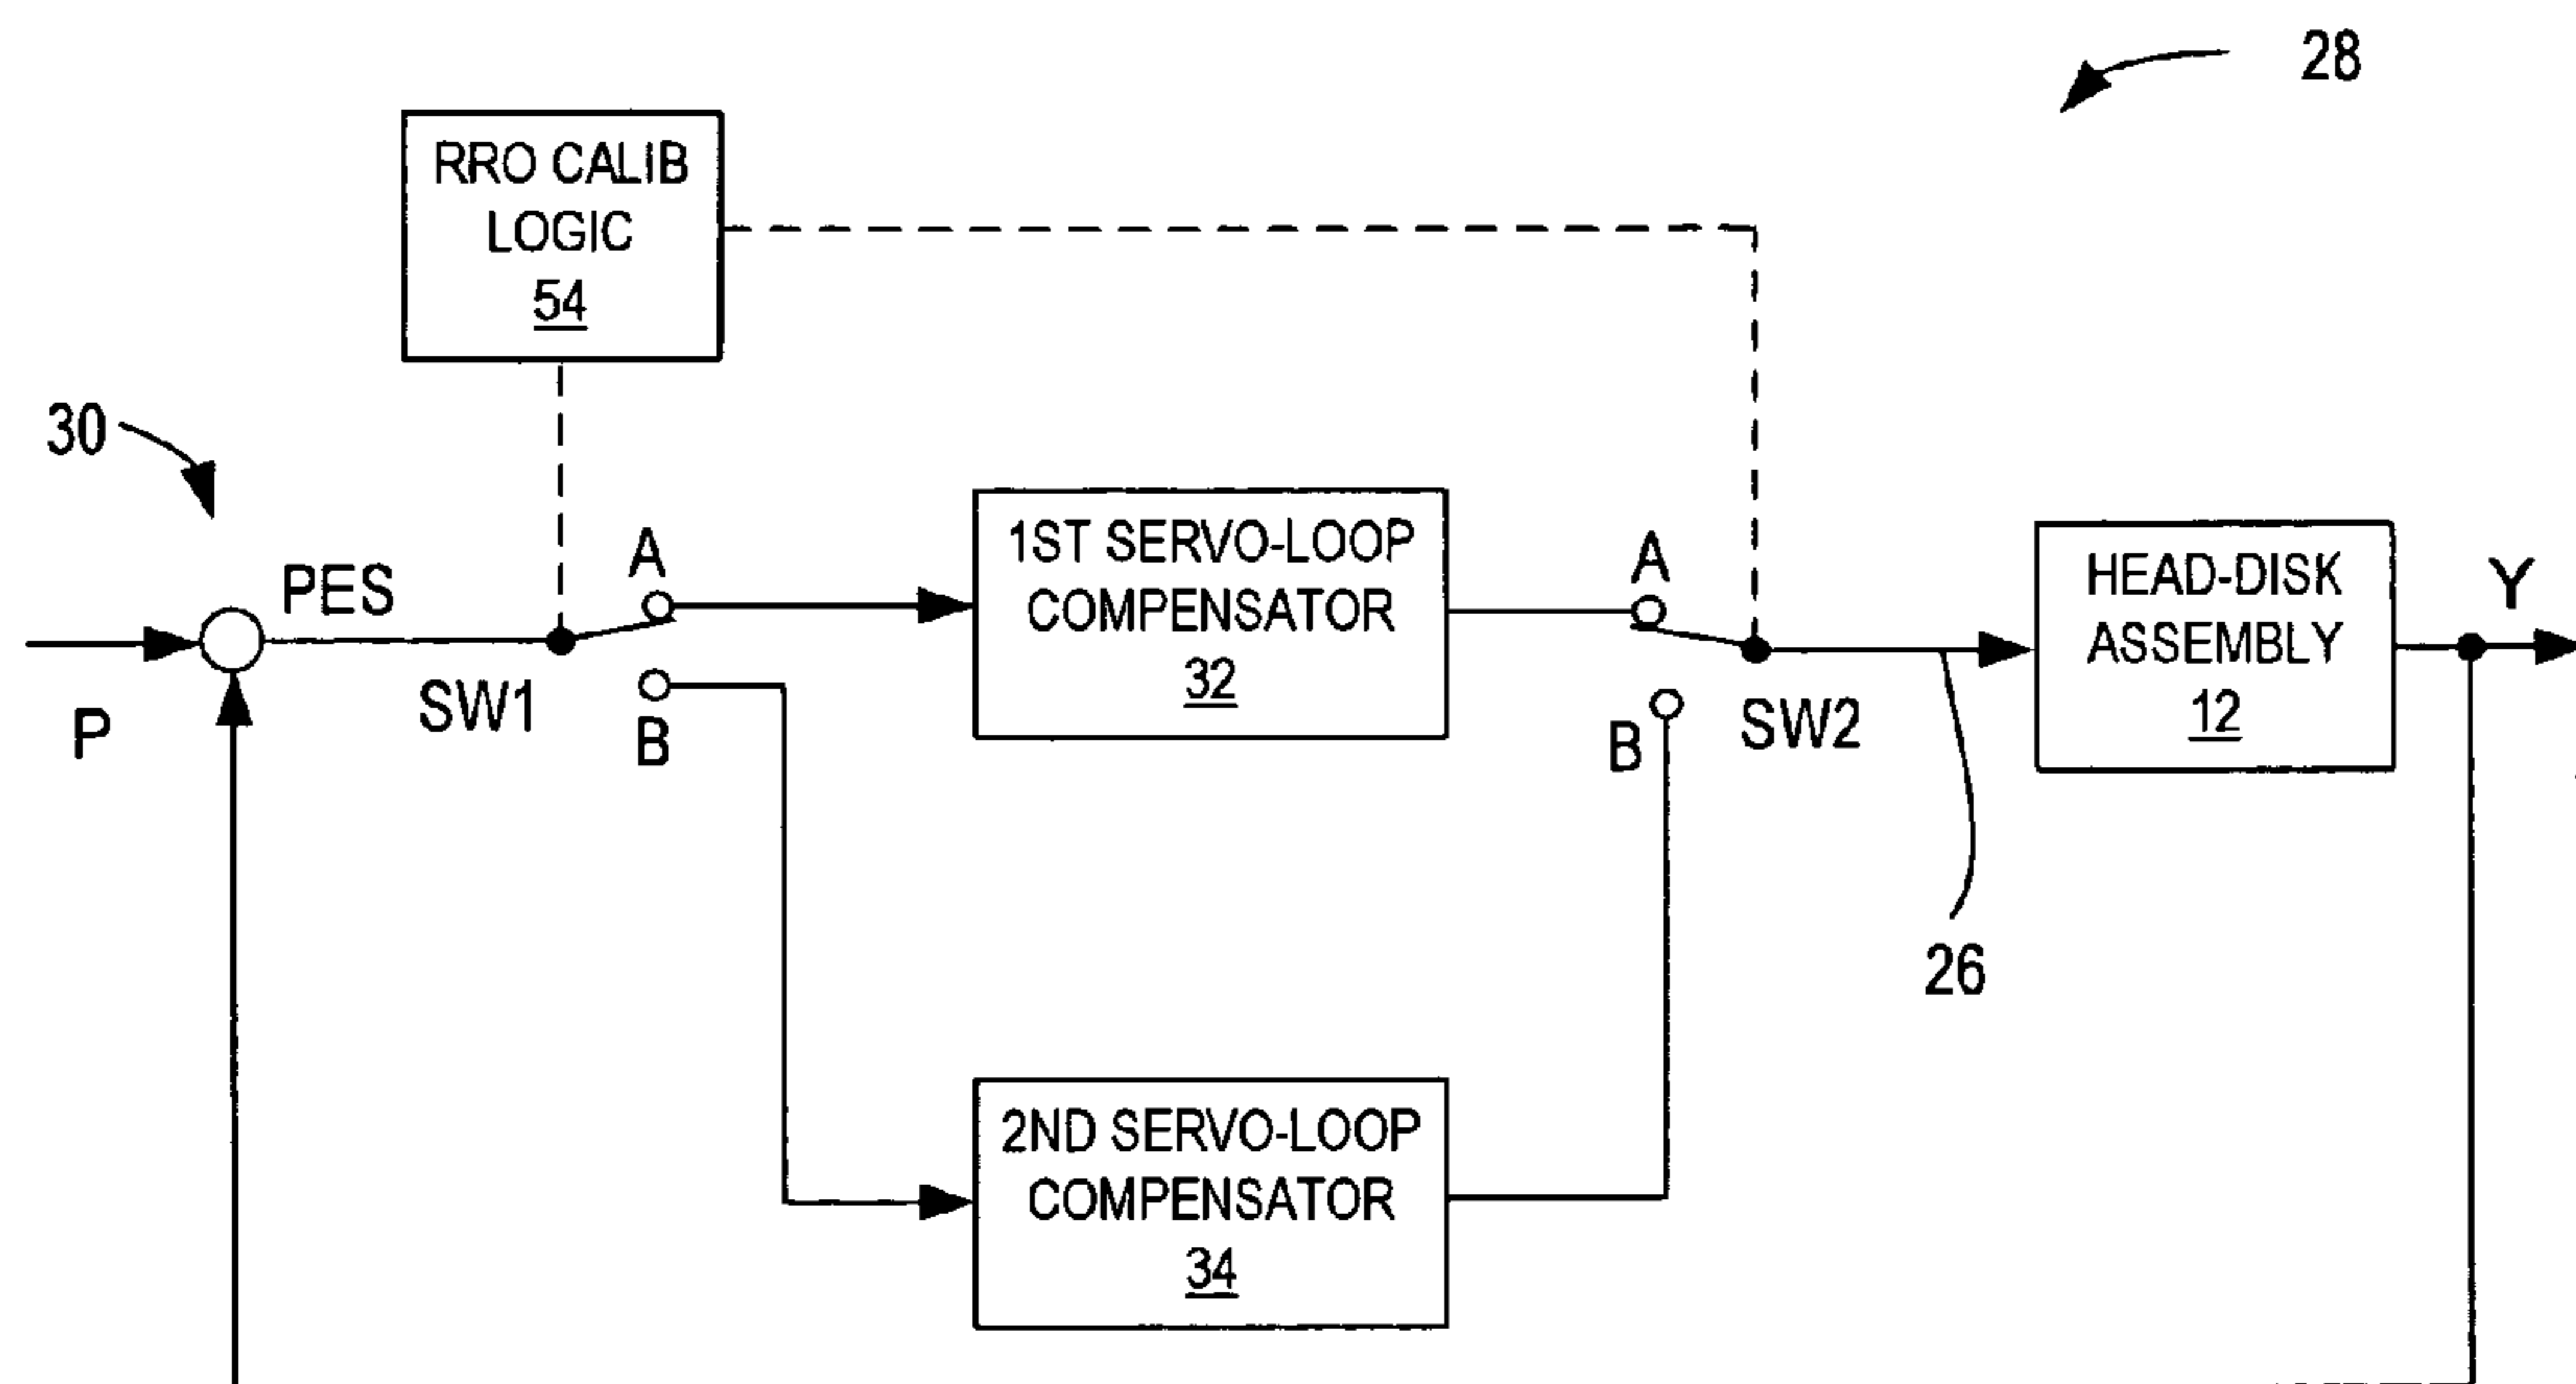 28
RRO CALIB
LOGIC
54
30
PES
A
1ST SERVO-LOOP
COMPENSATOR
32
A
HEAD-DISK
ASSEMBLY
12
Y
P
SW1
B
B
SW2
26
2ND SERVO-LOOP
COMPENSATOR
34